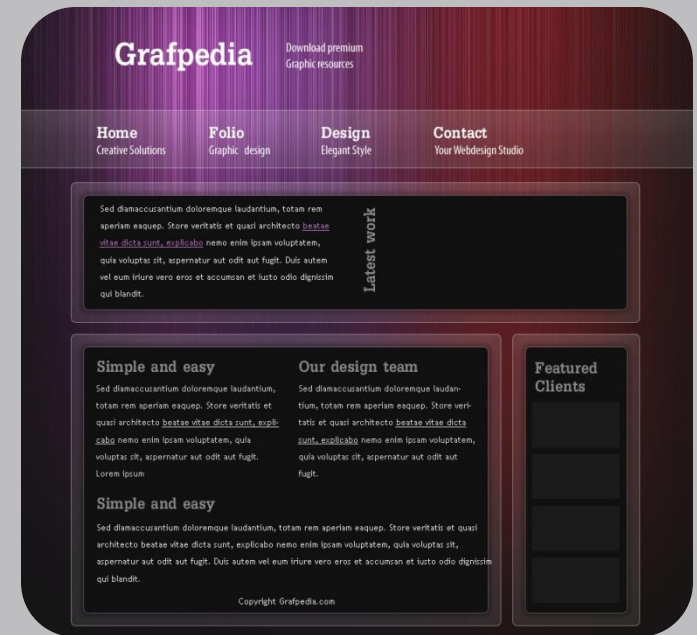 Grafpedia
Download premium
Graphic resources
Home
Creative Solutions
Folio
Graphic design
Design
Elegant Style
Contact
Your Webdesign Studio
Sed diamaccusantium doloremque laudantium, totam rem
aperiam eaquep. Store veritatis et quasi architecto beatae
vitae dicta sunt, explicabo nemo enim ipsam voluptatem,
quia voluptas sit, aspernatur aut odit aut fugit. Duis autem
vel eum iriure vero eros et accumsan et iusto odio dignissim
qui blandit.
Latest work
Simple and easy
Sed diamaccusantium doloremque laudantium,
totam rem aperiam eaquep. Store veritatis et
quasi architecto beatae vitae dicta sunt, expli-
cabo nemo enim ipsam voluptatem, quia
voluptas sit, aspernatur aut odit aut fugit.
Lorem ipsum
Our design team
Sed diamaccusantium doloremque laudan-
tium, totam rem aperiam eaquep. Store veri-
tatis et quasi architecto beatae vitae dicta
sunt, explicabo nemo enim ipsam voluptatem,
quia voluptas sit, aspernatur aut odit aut
fugit.
Simple and easy
Sed diamaccusantium doloremque laudantium, totam rem aperiam eaquep. Store veritatis et quasi
architecto beatae vitae dicta sunt, explicabo nemo enim ipsam voluptatem, quia voluptas sit,
aspernatur aut odit aut fugit. Duis autem vel eum iriure vero eros et accumsan et iusto odio dignissim
qui blandit.
Copyright Grafpedia.com
Featured
Clients